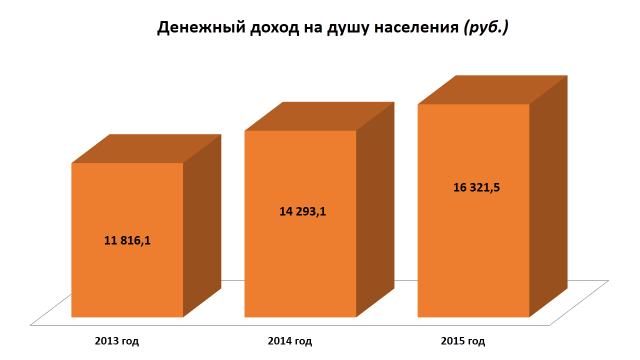 Денежный доход на душу населения (руб.)
11 816,1
14 293,1
16 321,5
2013 год
2014 год
2015 год